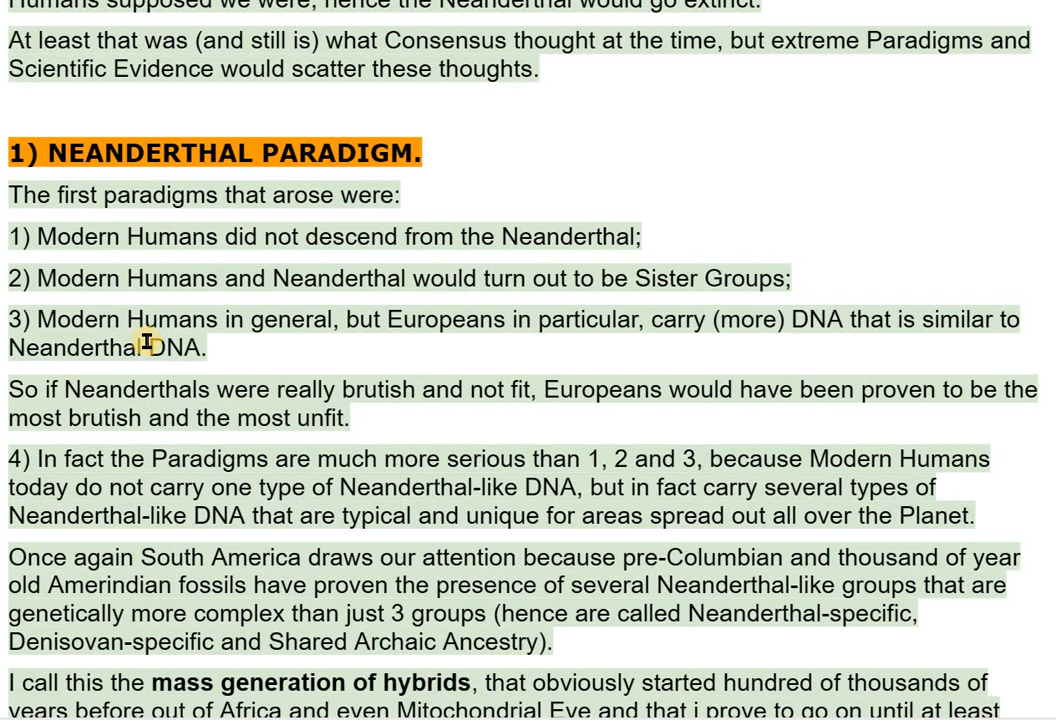 Humans supposed we were, hence the Neanderthal would go extinct.
At least that was (and still is) what Consensus thought at the time, but extreme Paradigms and
Scientific Evidence would scatter these thoughts.
1) NEANDERTHAL PARADIGM.
The first paradigms that arose were:
1) Modern Humans did not descend from the Neanderthal;
2) Modern Humans and Neanderthal would turn out to be Sister Groups;
3) Modern Humans in general, but Europeans in particular, carry (more) DNA that is similar to
Neanderthal DNA.
So if Neanderthals were really brutish and not fit, Europeans would have been proven to be the
most brutish and the most unfit.
4) In fact the Paradigms are much more serious than 1, 2 and 3, because Modern Humans
today do not carry one type of Neanderthal-like DNA, but in fact carry several types of
Neanderthal-like DNA that are typical and unique for areas spread out all over the Planet.
Once again South America draws our attention because pre-Columbian and thousand of year
old Amerindian fossils have proven the presence of several Neanderthal-like groups that are
genetically more complex than just 3 groups (hence are called Neanderthal-specific,
Denisovan-specific and Shared Archaic Ancestry).
I call this the mass generation of hybrids, that obviously started hundred of thousands of
years before out of Africa and even Mitochondrial Eve and that i prove to go on until at least